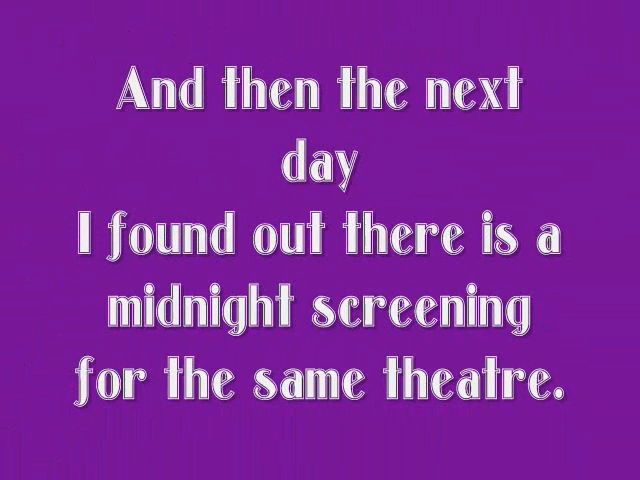 And then the next
day
I found out there is a
midnight screening
for the same theatre.